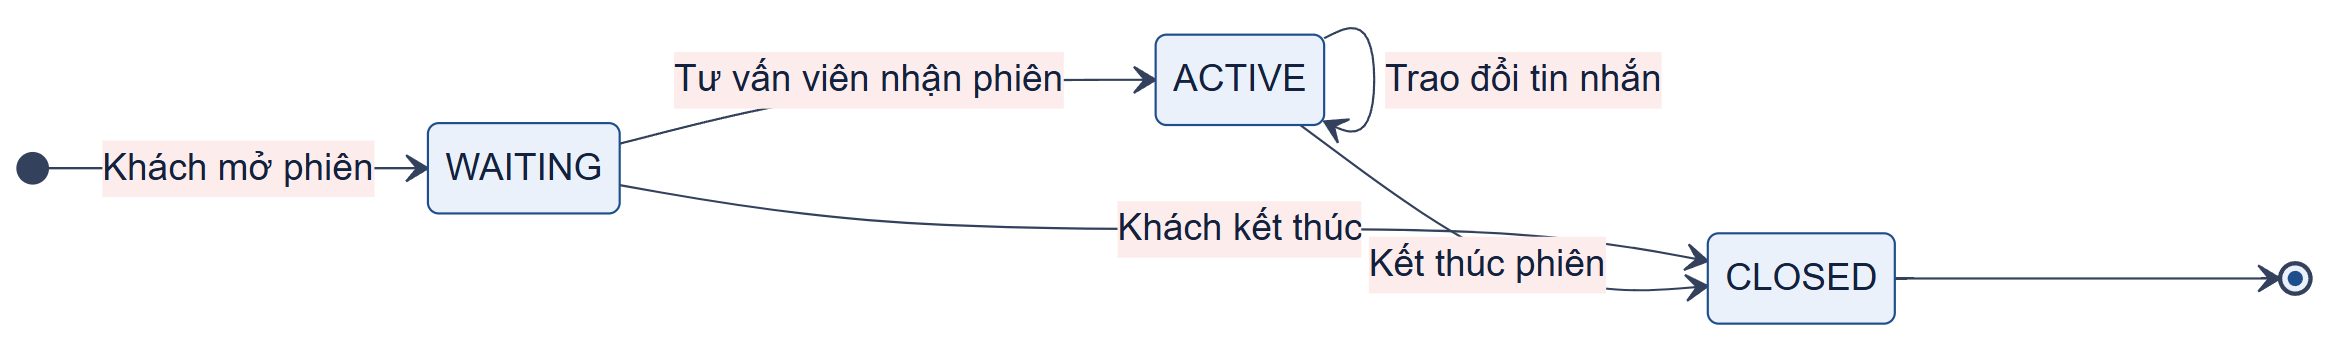 Khách mở phiên
WAITING
Tư vấn viên nhận phiên
ACTIVE
Trao đổi tin nhắn
Khách kết thúc
Kết thúc phiên
CLOSED